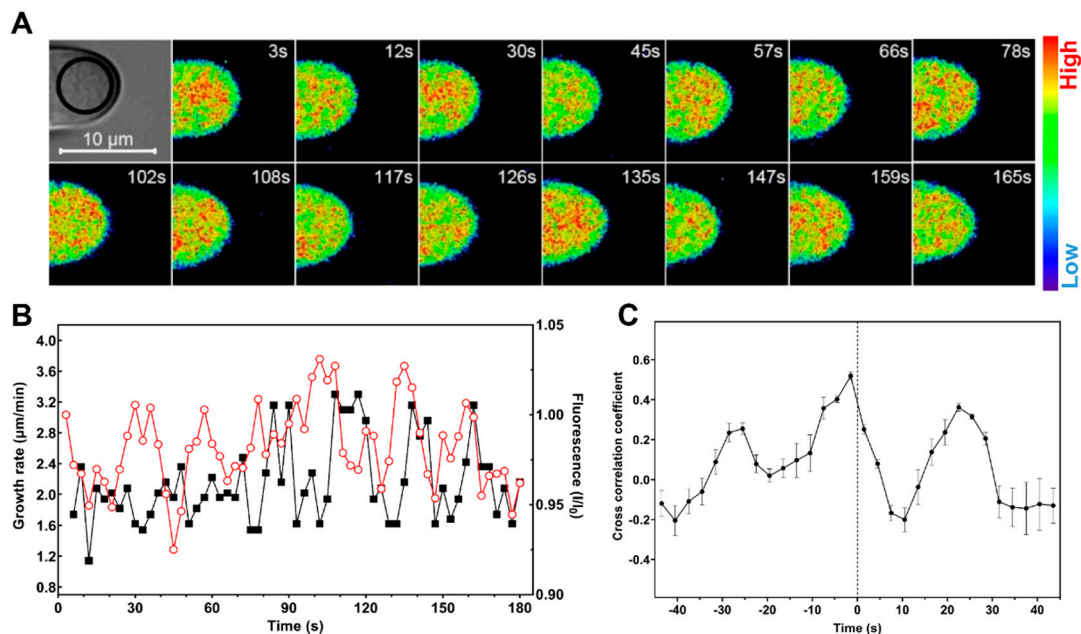 A
3s 12s 30s 45s 57s 66s 78s
High
10 µm
102s 108s 117s 126s 135s 147s 159s 165s
Low
B
4.0 3.6 3.2 2.8 2.4 2.0 1.6 1.2 0.8
Growth rate (µm/min)
1.05 1.00 0.95 0.90
Fluorescence (I/I0)
0 30 60 90 120 150 180
Time (s)
C
0.6 0.4 0.2 0.0 -0.2 -0.4
Cross correlation coefficient
-40 -30 -20 -10 0 10 20 30 40
Time (s)